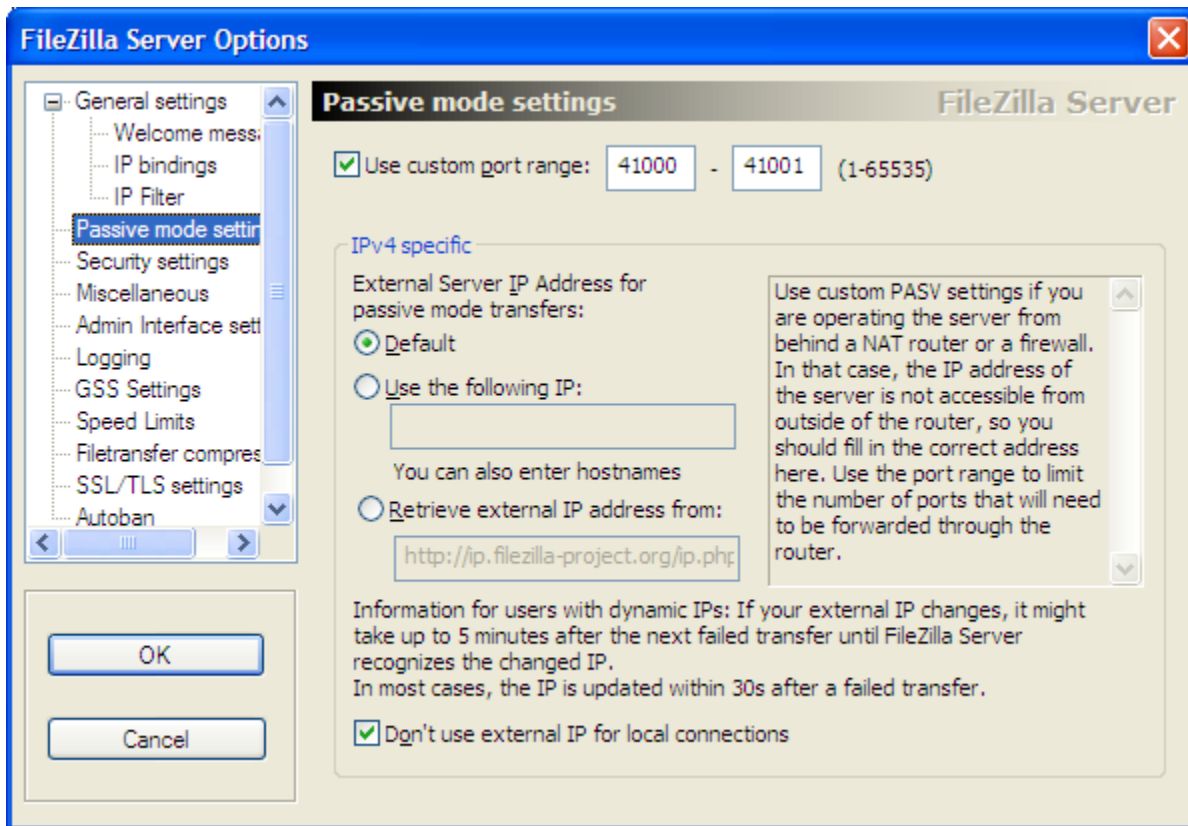 FileZilla Server Options
General settings
Welcome messa
IP bindings
IP Filter
Passive mode settin
Security settings
Miscellaneous
Admin Interface sett
Logging
GSS Settings
Speed Limits
Filetransfer compres
SSL/TLS settings
Autoban
OK
Cancel
Passive mode settings
FileZilla Server
Use custom port range: 41000 - 41001 (1-65535)
IPv4 specific
External Server IP Address for
passive mode transfers:
Default
Use the following IP:
You can also enter hostnames
Retrieve external IP address from:
http://ip.filezilla-project.org/ip.php
Use custom PASV settings if you
are operating the server from
behind a NAT router or a firewall.
In that case, the IP address of
the server is not accessible from
outside of the router, so you
should fill in the correct address
here. Use the port range to limit
the number of ports that will need
to be forwarded through the
router.
Information for users with dynamic IPs: If your external IP changes, it might
take up to 5 minutes after the next failed transfer until FileZilla Server
recognizes the changed IP.
In most cases, the IP is updated within 30s after a failed transfer.
Don't use external IP for local connections